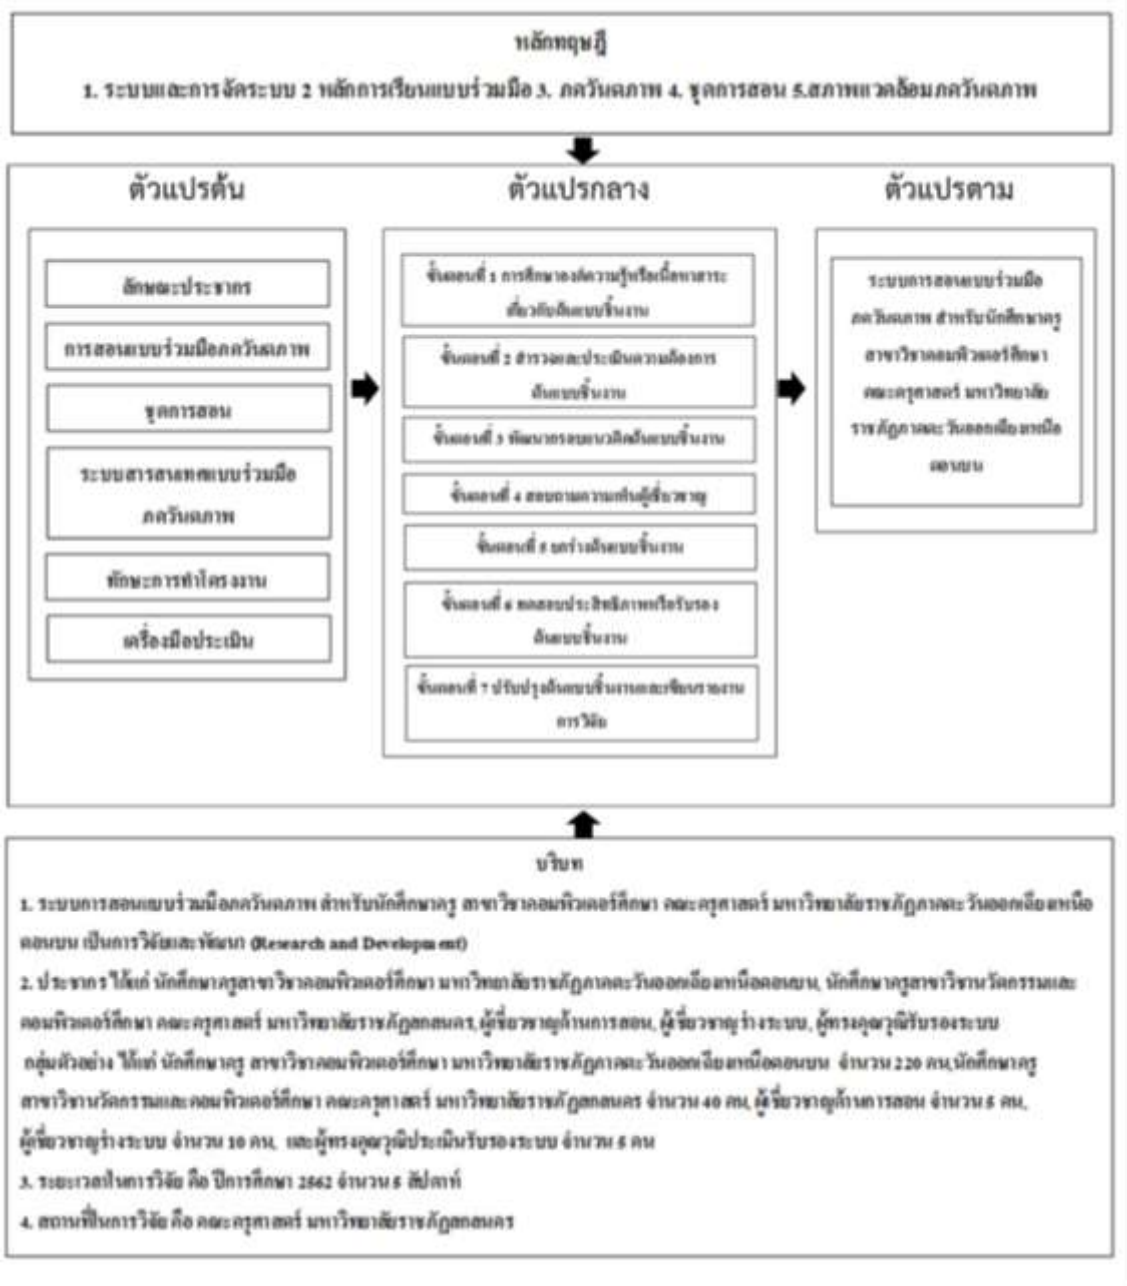 หลักทฤษฎี
1. ระบบและการจัดระบบ 2 หลักการเรียนแบบร่วมมือ 3. ภควันตภาพ 4. ชุดการสอน 5.สภาพแวดล้อมภควันตภาพ
ตัวแปรต้น
ลักษณะประชากร
การสอนแบบร่วมมือภควันตภาพ
ชุดการสอน
ระบบสารสนเทศแบบร่วมมือ
ภควันตภาพ
ทักษะการทำโครงงาน
เครื่องมือประเมิน
ตัวแปรกลาง
ขั้นตอนที่ 1 การศึกษาองค์ความรู้หรือเนื้อหาสาระ
เกี่ยวกับต้นแบบชิ้นงาน
ขั้นตอนที่ 2 สำรวจและประเมินความต้องการ
ต้นแบบชิ้นงาน
ขั้นตอนที่ 3 พัฒนากรอบแนวคิดต้นแบบชิ้นงาน
ขั้นตอนที่ 4 สอบถามความเห็นผู้เชี่ยวชาญ
ขั้นตอนที่ 5 ยกร่างต้นแบบชิ้นงาน
ขั้นตอนที่ 6 ทดสอบประสิทธิภาพหรือรับรอง
ต้นแบบชิ้นงาน
ขั้นตอนที่ 7 ปรับปรุงต้นแบบชิ้นงานและเขียนรายงาน
การวิจัย
ตัวแปรตาม
ระบบการสอนแบบร่วมมือ
ภควันตภาพ สำหรับนักศึกษาครู
สาขาวิชาคอมพิวเตอร์ศึกษา
คณะครุศาสตร์ มหาวิทยาลัย
ราชภัฏภาคตะวันออกเฉียงเหนือ
ตอนบน
บริบท
1. ระบบการสอนแบบร่วมมือภควันตภาพ สำหรับนักศึกษาครู สาขาวิชาคอมพิวเตอร์ศึกษา คณะครุศาสตร์ มหาวิทยาลัยราชภัฏภาคตะวันออกเฉียงเหนือ
ตอนบน เป็นการวิจัยและพัฒนา (Research and Development)
2. ประชากร ได้แก่ นักศึกษาครูสาขาวิชาคอมพิวเตอร์ศึกษา มหาวิทยาลัยราชภัฏภาคตะวันออกเฉียงเหนือตอนบน, นักศึกษาครูสาขาวิชานวัตกรรมและ
คอมพิวเตอร์ศึกษา คณะครุศาสตร์ มหาวิทยาลัยราชภัฏสกลนคร, ผู้เชี่ยวชาญด้านการสอน, ผู้เชี่ยวชาญร่างระบบ, ผู้ทรงคุณวุฒิรับรองระบบ
กลุ่มตัวอย่าง ได้แก่ นักศึกษาครู สาขาวิชาคอมพิวเตอร์ศึกษา มหาวิทยาลัยราชภัฏภาคตะวันออกเฉียงเหนือตอนบน จำนวน 220 คน,นักศึกษาครู
สาขาวิชานวัตกรรมและคอมพิวเตอร์ศึกษา คณะครุศาสตร์ มหาวิทยาลัยราชภัฏสกลนคร จำนวน 40 คน, ผู้เชี่ยวชาญด้านการสอน จำนวน 5 คน,
ผู้เชี่ยวชาญร่างระบบ จำนวน 10 คน, และผู้ทรงคุณวุฒิประเมินรับรองระบบ จำนวน 5 คน
3. ระยะเวลาในการวิจัย คือ ปีการศึกษา 2562 จำนวน 5 สัปดาห์
4. สถานที่ในการวิจัย คือ คณะครุศาสตร์ มหาวิทยาลัยราชภัฏสกลนคร